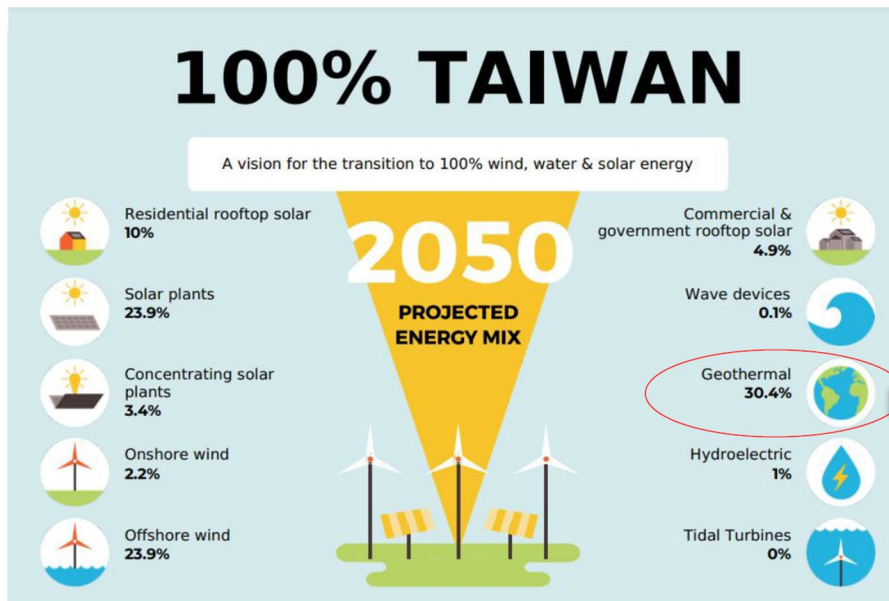 100% TAIWAN
A vision for the transition to 100% wind, water & solar energy
2050
PROJECTED
ENERGY MIX
Residential rooftop solar
10%
Solar plants
23.9%
Concentrating solar
plants
3.4%
Onshore wind
2.2%
Offshore wind
23.9%
Commercial &
government rooftop solar
4.9%
Wave devices
0.1%
Geothermal
30.4%
Hydroelectric
1%
Tidal Turbines
0%